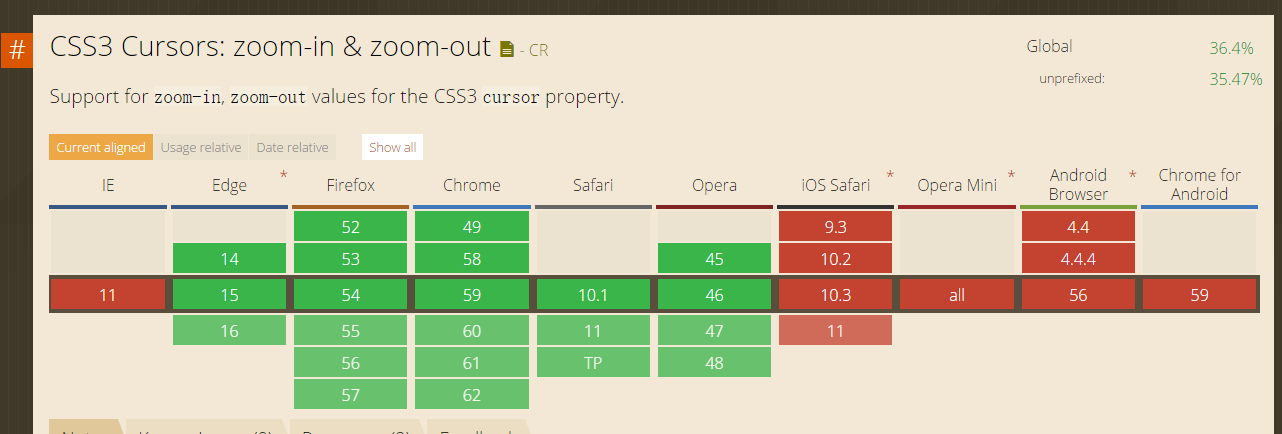 #
CSS3 Cursors: zoom-in & zoom-out - CR
Global 36.4%
unprefixed: 35.47%
Support for zoom-in, zoom-out values for the CSS3 cursor property.
Current aligned Usage relative Date relative Show all
IE Edge * Firefox Chrome Safari Opera iOS Safari * Opera Mini * Android Browser * Chrome for Android
52 49 9.3 4.4
14 53 58 45 10.2 4.4.4
11 15 54 59 10.1 46 10.3 all 56 59
16 55 60 11 47 11
56 61 TP 48
57 62